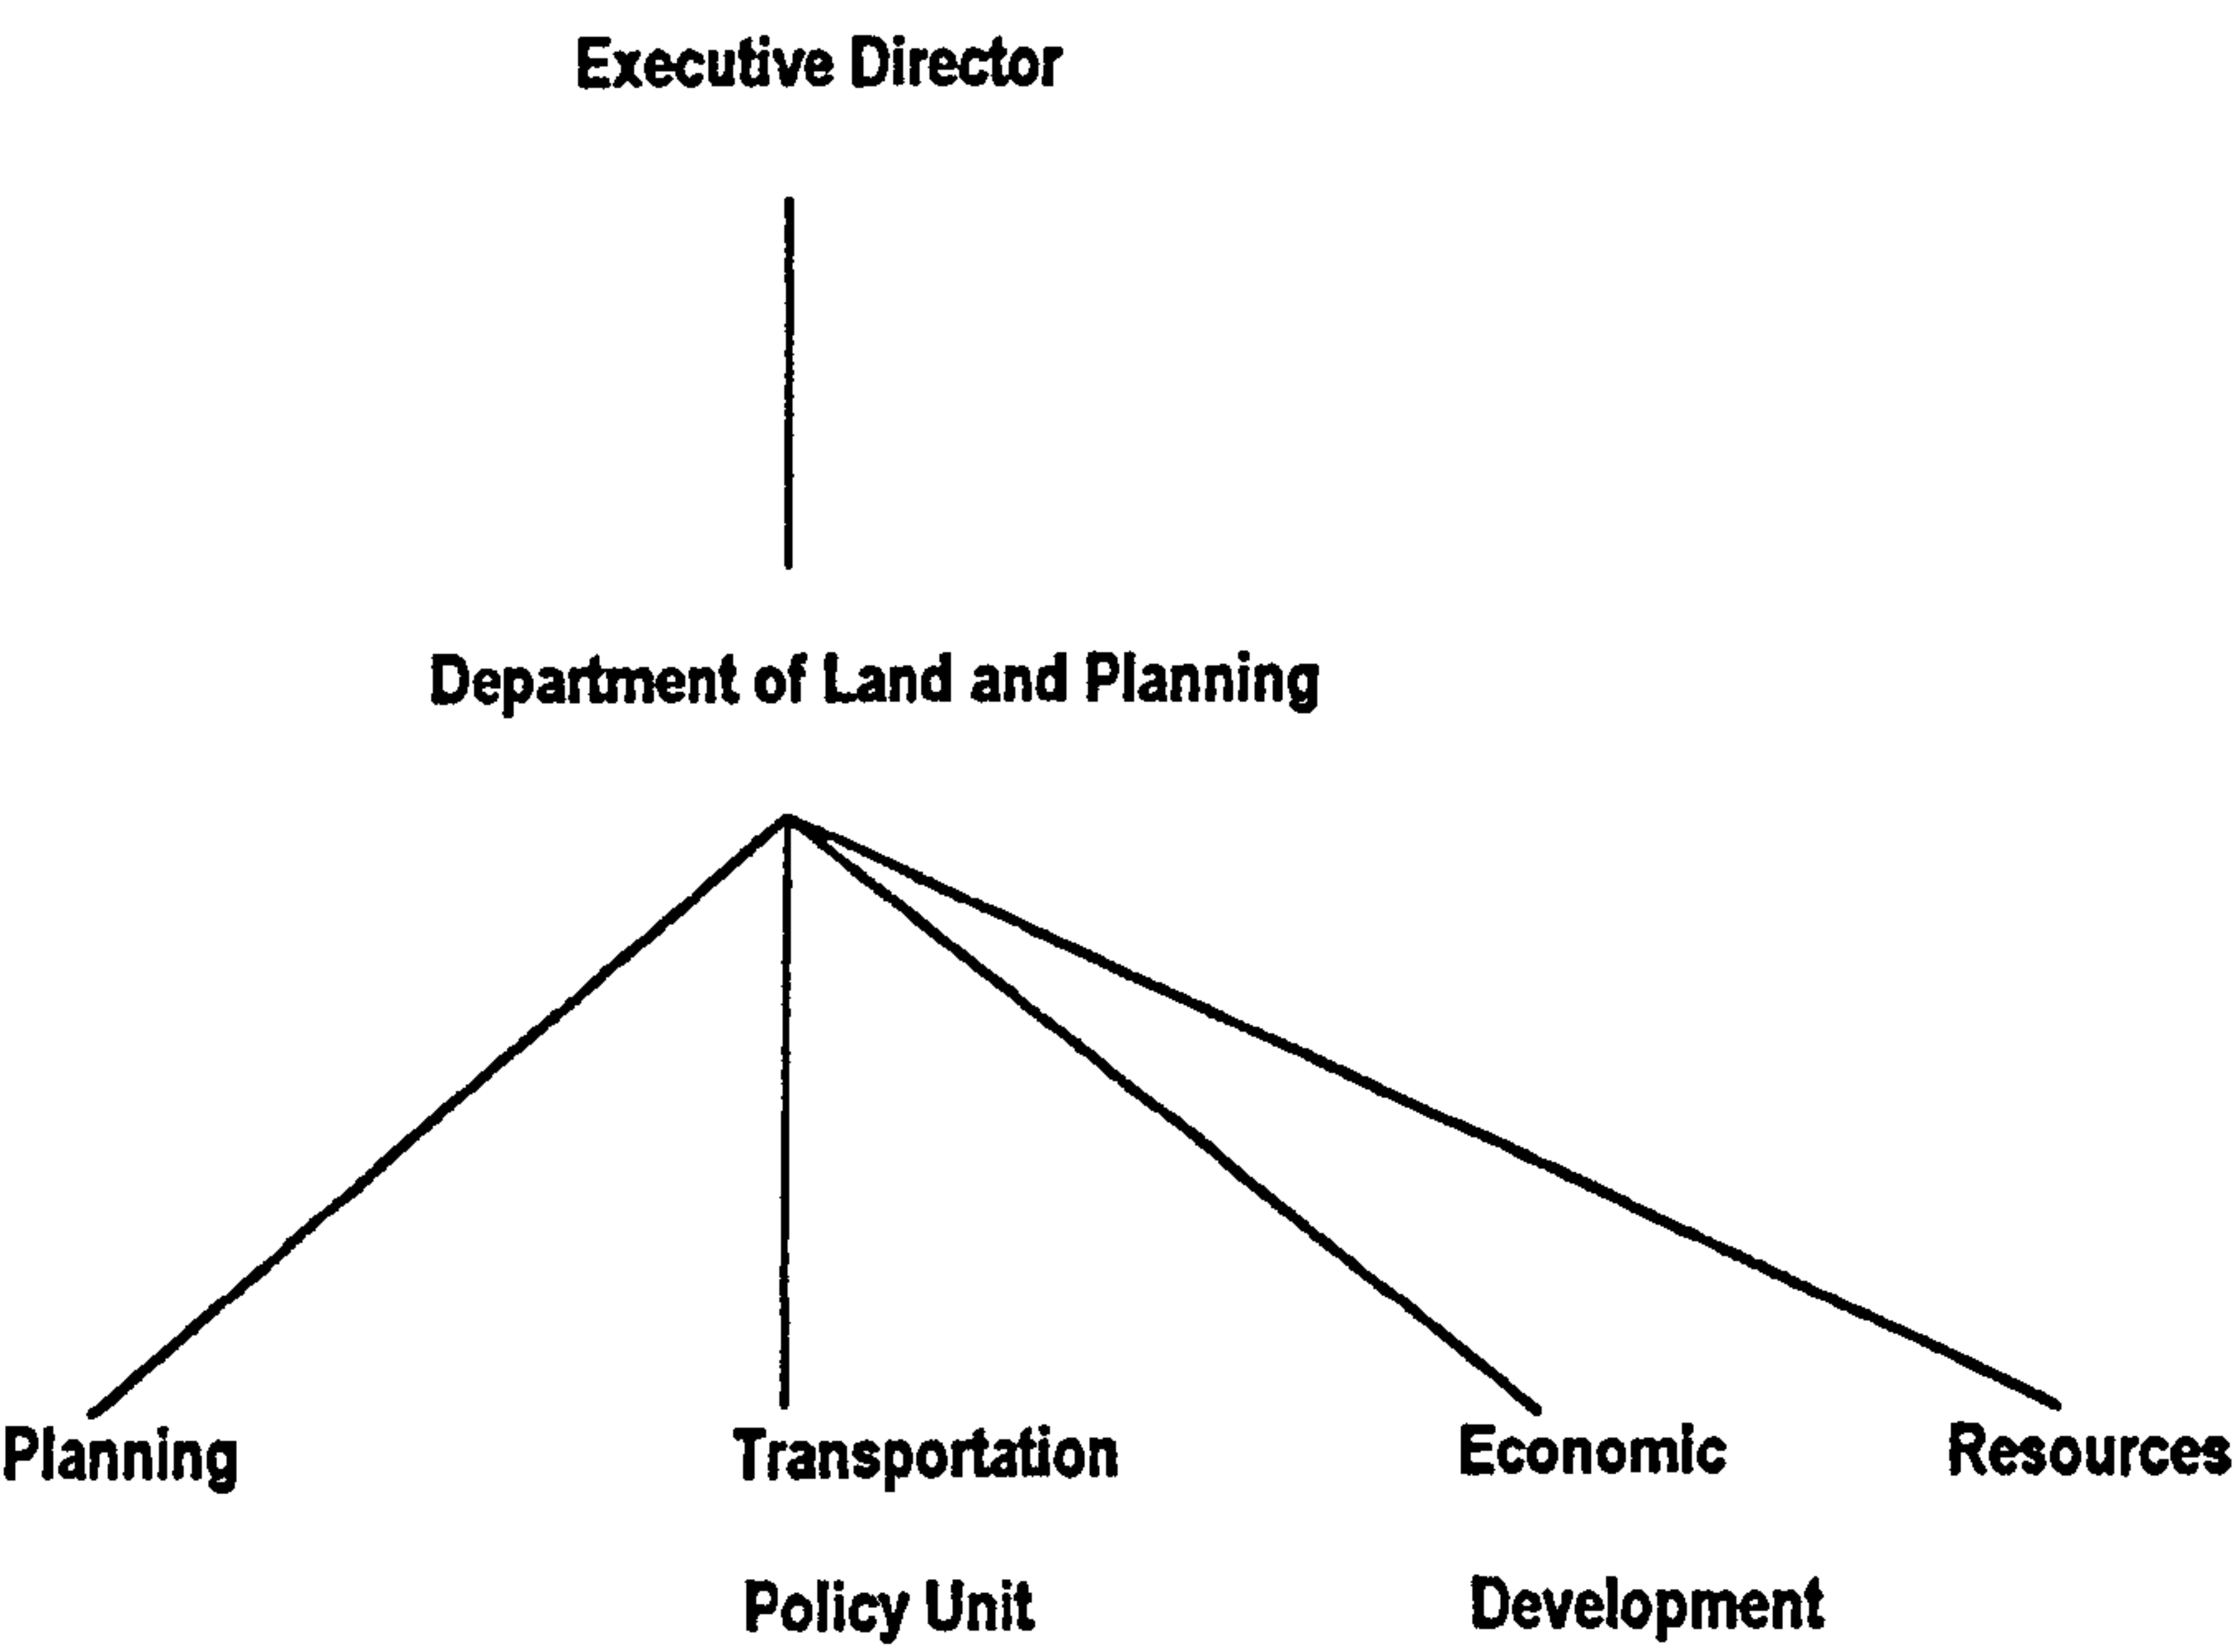 Executive Director
Department of Land and Planning
Planning
Transportation
Economic
Resources
Policy Unit
Development